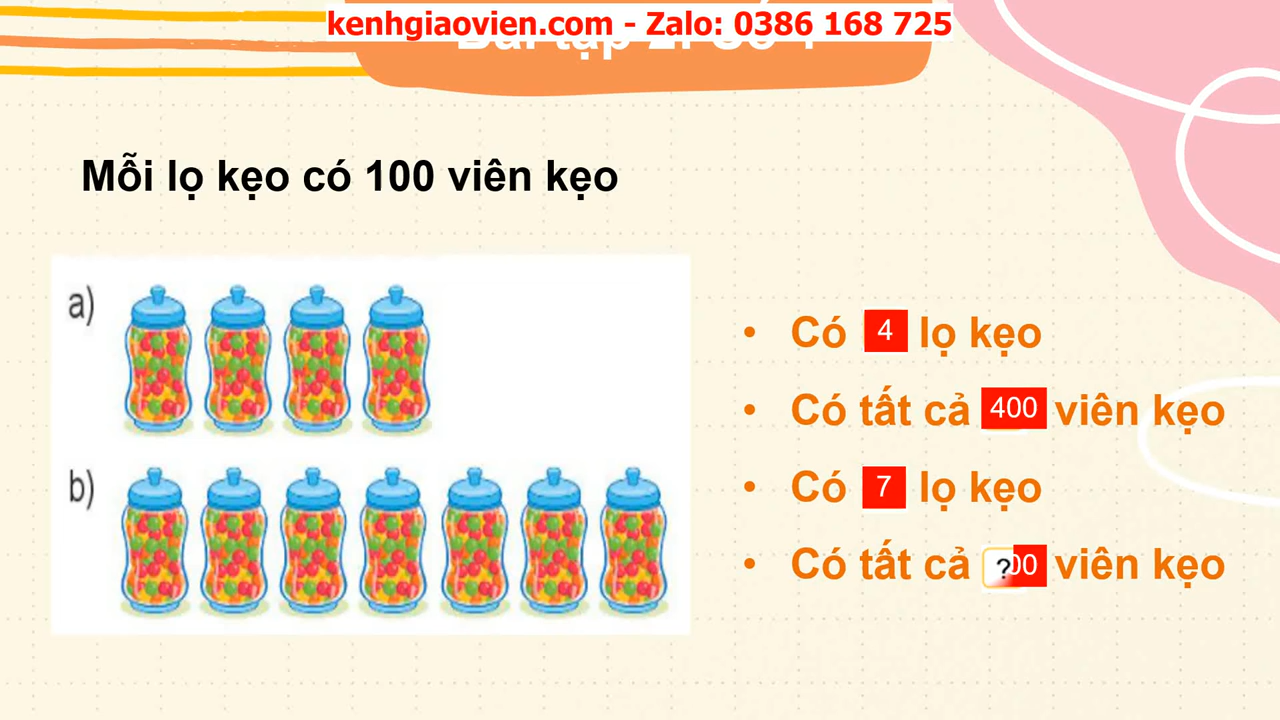 kenhgiaovien.com - Zalo: 0386 168 725
Mỗi lọ kẹo có 100 viên kẹo
a)
b)
• Có 4 lọ kẹo
• Có tất cả 400 viên kẹo
• Có 7 lọ kẹo
• Có tất cả ?00 viên kẹo